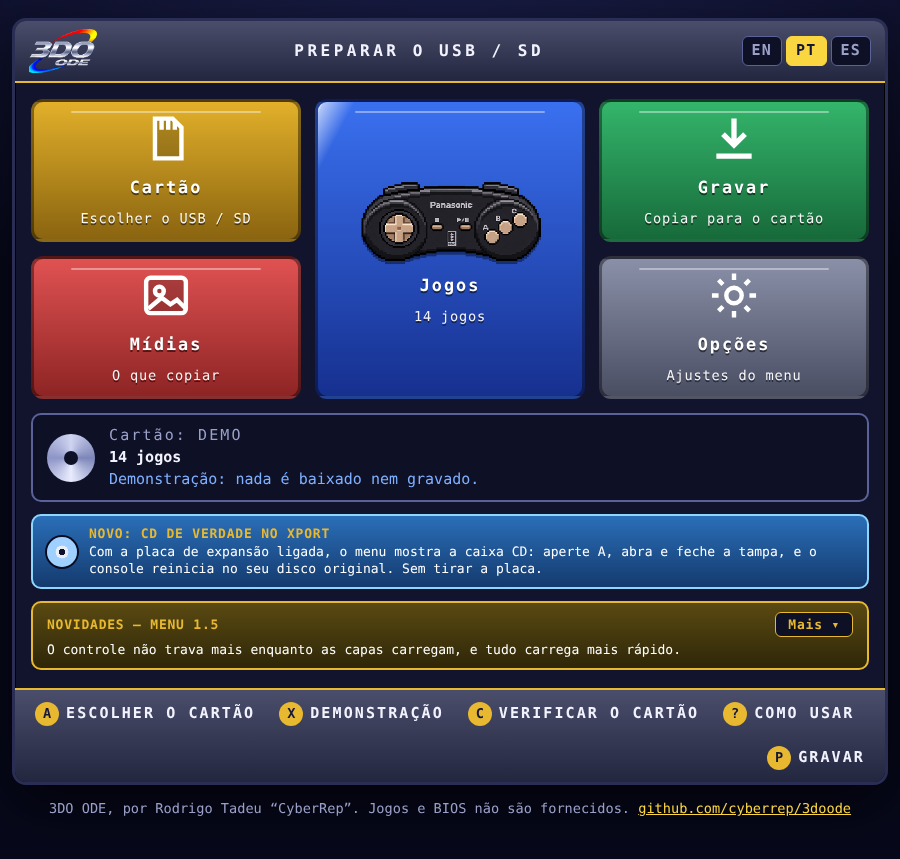 3DO ODE
PREPARAR O USB / SD
EN PT ES
Cartão
Escolher o USB / SD
Panasonic
P/B
A B C
Jogos
14 jogos
Gravar
Copiar para o cartão
Mídias
O que copiar
Opções
Ajustes do menu
Cartão: DEMO
14 jogos
Demonstração: nada é baixado nem gravado.
NOVO: CD DE VERDADE NO XPORT
Com a placa de expansão ligada, o menu mostra a caixa CD: aperte A, abra e feche a tampa, e o
console reinicia no seu disco original. Sem tirar a placa.
NOVIDADES — MENU 1.5
Mais ▾
O controle não trava mais enquanto as capas carregam, e tudo carrega mais rápido.
A ESCOLHER O CARTÃO X DEMONSTRAÇÃO C VERIFICAR O CARTÃO ? COMO USAR
P GRAVAR
3DO ODE, por Rodrigo Tadeu “CyberRep”. Jogos e BIOS não são fornecidos. github.com/cyberrep/3doode